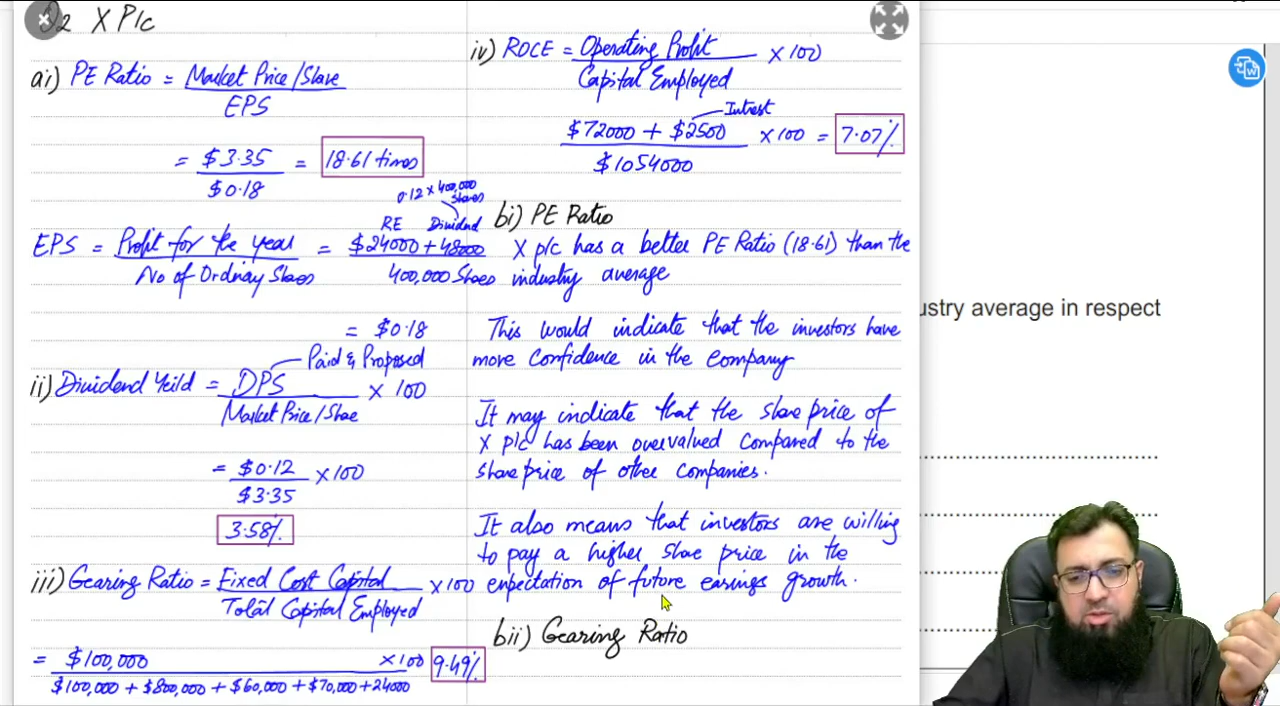 Q2 X Plc
ai) PE Ratio = Market Price/Share
EPS
= $3.35 = 18.61 times
$0.18
0.12 x 400,000
Shares
RE Dividend
EPS = Profit for the year = $24000 + 48000
No of Ordinary Shares 400,000 Shares
= $0.18
Paid & Proposed
ii) Dividend Yeild = DPS x 100
Market Price/Share
= $0.12 x 100
$3.35
3.58%
iii) Gearing Ratio = Fixed Cost Capital x 100
Total Capital Employed
= $100,000 x 100 9.49%
$100,000 + $800,000 + $60,000 + $70,000 + 24000
iv) ROCE = Operating Profit x 100
Capital Employed
Intrest
$72000 + $2500 x 100 = 7.07%
$1054000
bi) PE Ratio
X plc has a better PE Ratio (18.61) than the
industry average
This would indicate that the investors have
more confidence in the company
It may indicate that the share price of
X plc has been overvalued compared to the
share price of other companies.
It also means that investors are willing
to pay a higher share price in the
expectation of future earnings growth.
bii) Gearing Ratio
ustry average in respect
W